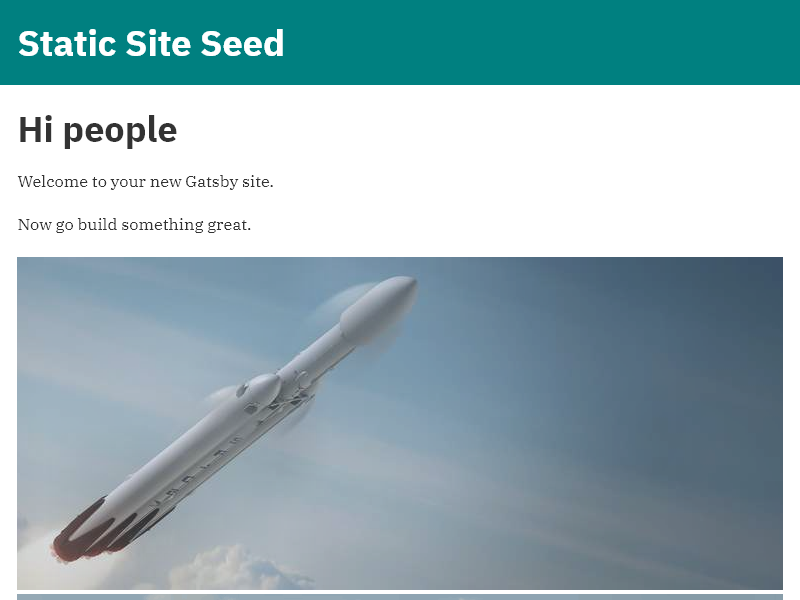 Static Site Seed
Hi people
Welcome to your new Gatsby site.
Now go build something great.